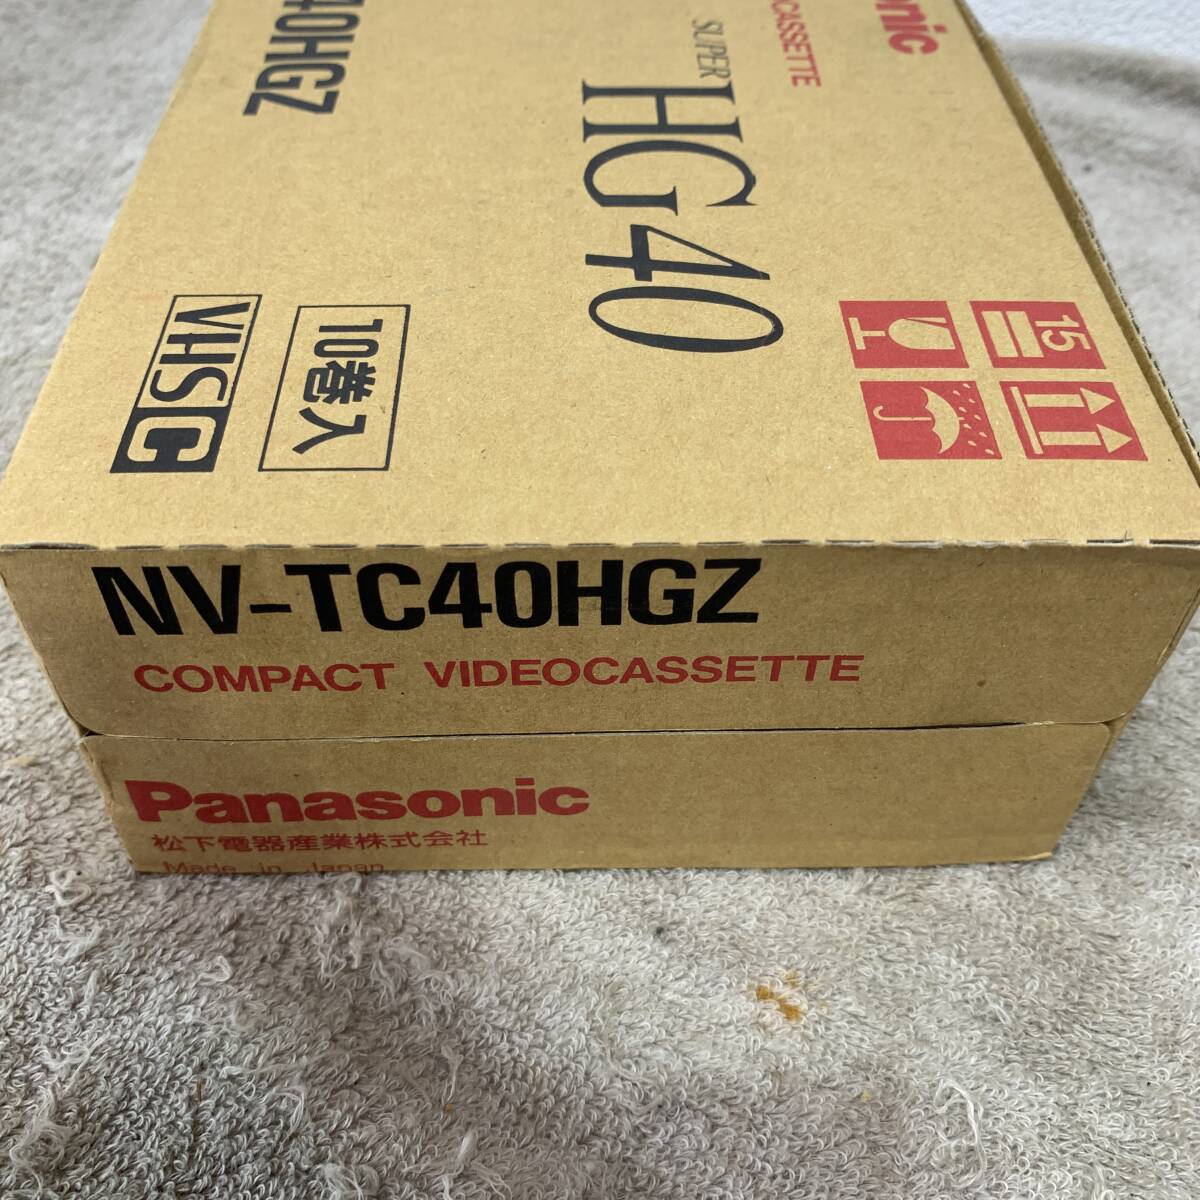 40HGZ
CASSETTE
nic
SUPER
HG40
10巻入
VHS C
15
NV-TC40HGZ
COMPACT VIDEOCASSETTE
Panasonic
松下電器産業株式会社
Made in Japan